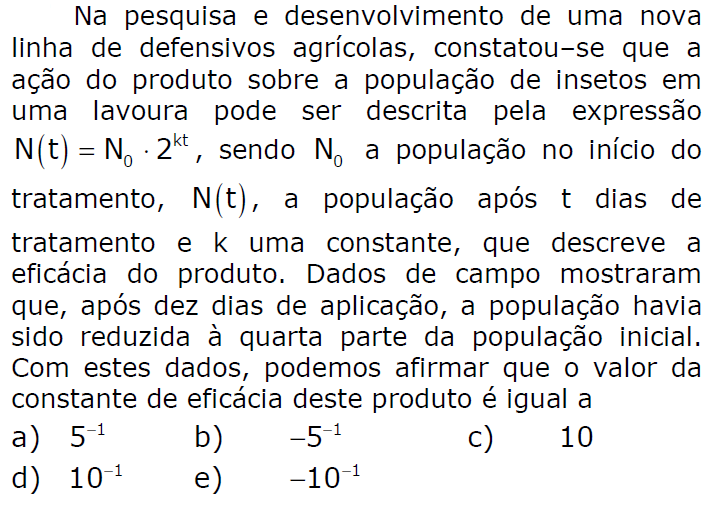 Na pesquisa e desenvolvimento de uma nova
linha de defensivos agrícolas, constatou–se que a
ação do produto sobre a população de insetos em
uma lavoura pode ser descrita pela expressão
N(t) = N₀ · 2^{kt}, sendo N₀ a população no início do
tratamento, N(t), a população após t dias de
tratamento e k uma constante, que descreve a
eficácia do produto. Dados de campo mostraram
que, após dez dias de aplicação, a população havia
sido reduzida à quarta parte da população inicial.
Com estes dados, podemos afirmar que o valor da
constante de eficácia deste produto é igual a
a) 5⁻¹ b) –5⁻¹ c) 10
d) 10⁻¹ e) –10⁻¹